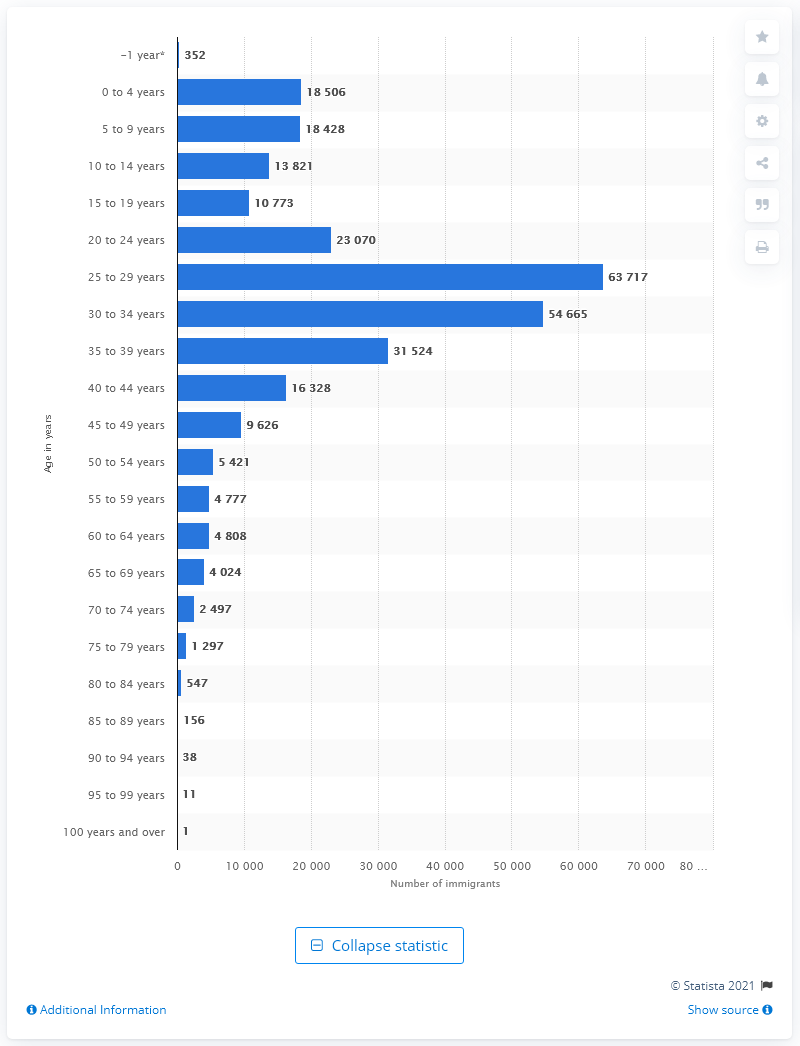 −1 year* 352
0 to 4 years 18 506
5 to 9 years 18 428
10 to 14 years 13 821
15 to 19 years 10 773
20 to 24 years 23 070
25 to 29 years 63 717
30 to 34 years 54 665
35 to 39 years 31 524
40 to 44 years 16 328
45 to 49 years 9 626
Age in years
50 to 54 years 5 421
55 to 59 years 4 777
60 to 64 years 4 808
65 to 69 years 4 024
70 to 74 years 2 497
75 to 79 years 1 297
80 to 84 years 547
85 to 89 years 156
90 to 94 years 38
95 to 99 years 11
100 years and over 1
0 10 000 20 000 30 000 40 000 50 000 60 000 70 000 80 ...
Number of immigrants
Collapse statistic
© Statista 2021
Additional Information Show source